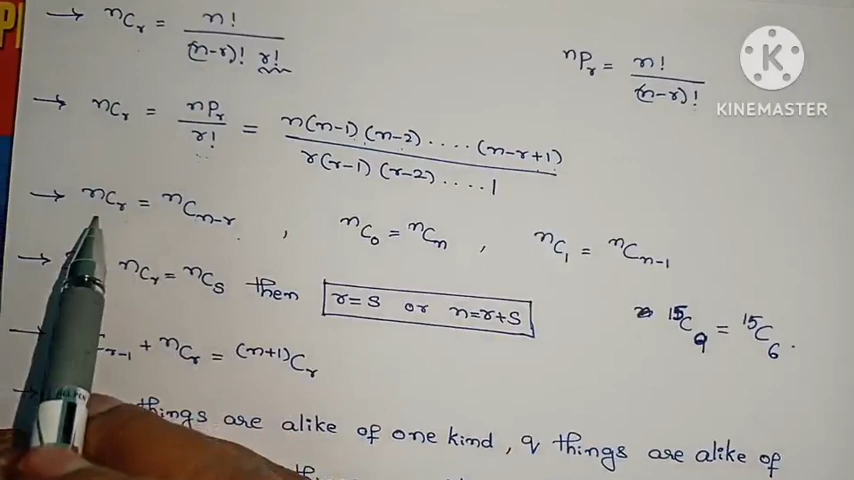 → ⁿCᵣ = n! / (n-r)! r!
ⁿPᵣ = n! / (n-r)!
→ ⁿCᵣ = ⁿPᵣ / r! = n(n-1)(n-2)....(n-r+1) / r(r-1)(r-2)....1
→ ⁿCᵣ = ⁿCₙ₋ᵣ , ⁿC₀ = ⁿCₙ , ⁿC₁ = ⁿCₙ₋₁
→ ⁿCᵣ = ⁿCₛ then r=s or n=r+s
¹⁵C₉ = ¹⁵C₆.
→ Cᵣ₋₁ + ⁿCᵣ = ⁽ⁿ⁺¹⁾Cᵣ
→ things are alike of one kind, q things are alike of
K
KINEMASTER